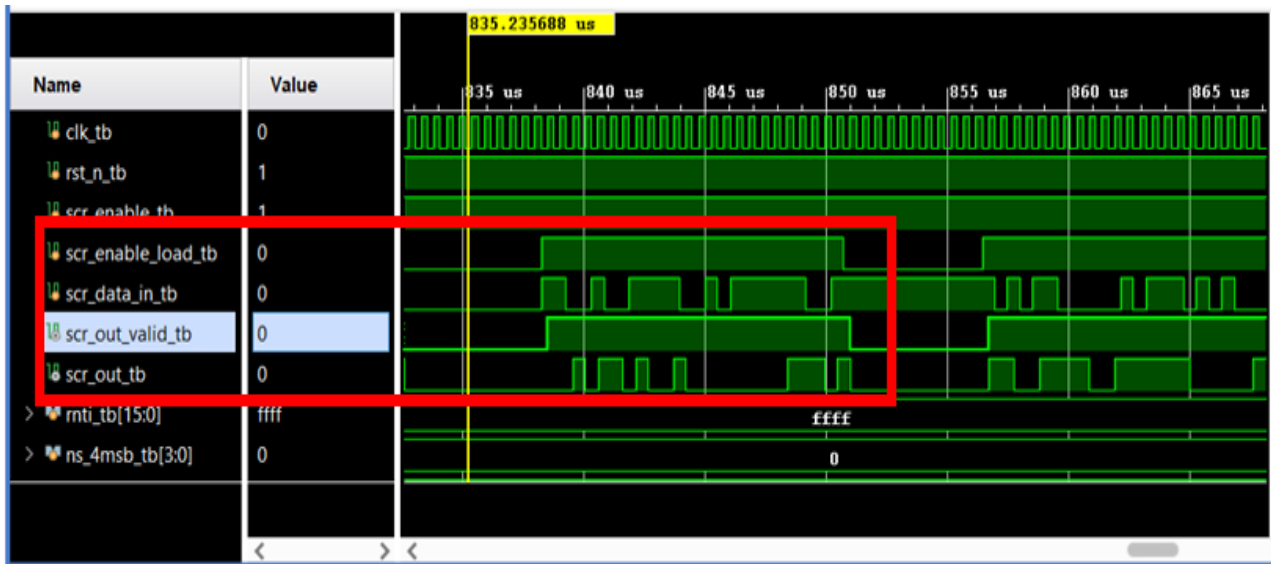 835.235688 us
Name Value
835 us 840 us 845 us 850 us 855 us 860 us 865 us
clk_tb 0
rst_n_tb 1
scr_enable_tb 1
scr_enable_load_tb 0
scr_data_in_tb 0
scr_out_valid_tb 0
scr_out_tb 0
rnti_tb[15:0] ffff ffff
ns_4msb_tb[3:0] 0 0